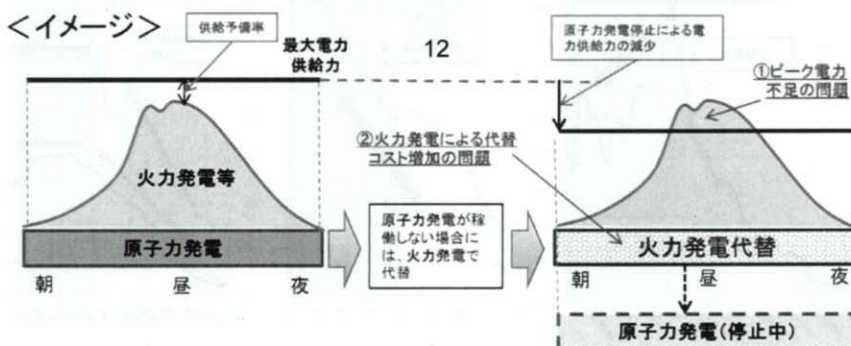 ＜イメージ＞
供給予備率
最大電力
供給力
12
火力発電等
原子力発電
朝 昼 夜
原子力発電が稼
働しない場合に
は、火力発電で
代替
②火力発電による代替
コスト増加の問題
原子力発電停止による電
力供給力の減少
①ピーク電力
不足の問題
火力発電代替
朝 昼 夜
原子力発電(停止中)